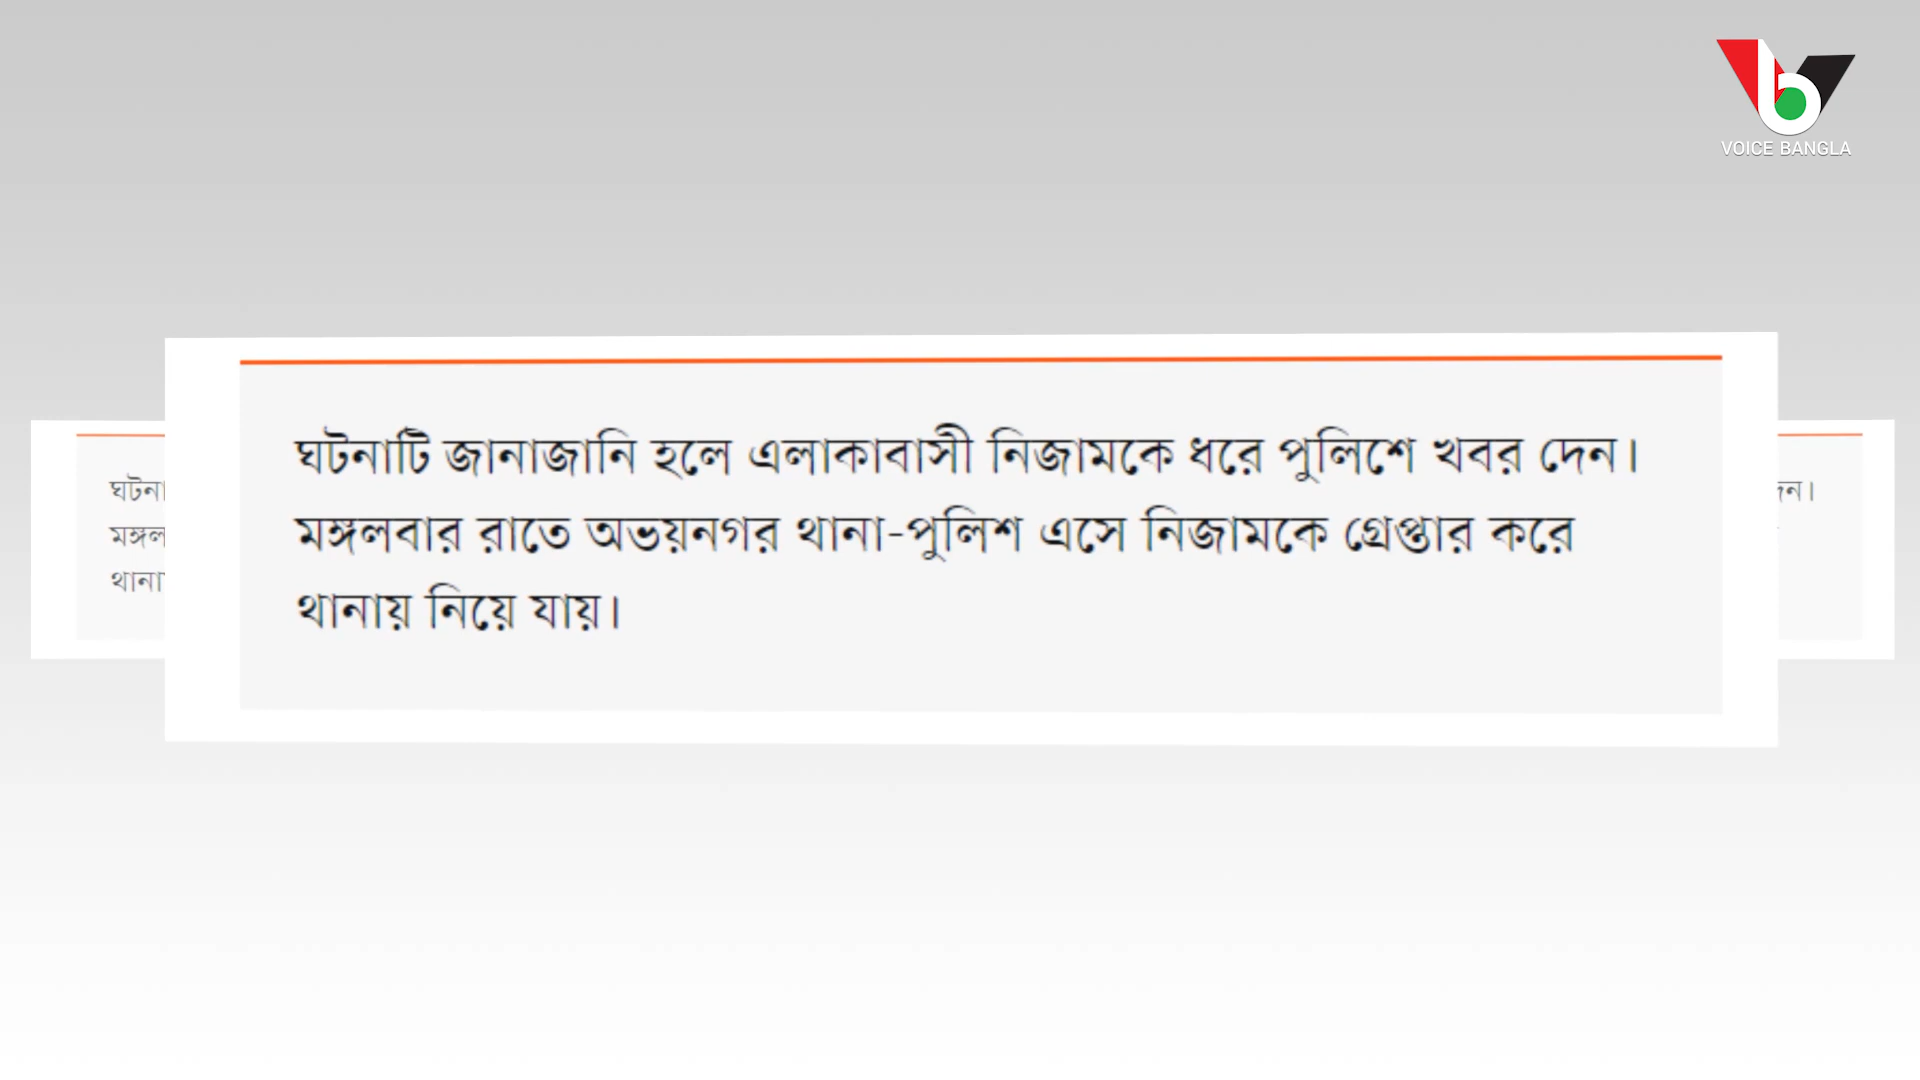 VOICE BANGLA
ঘটনাটি জানাজানি হলে এলাকাবাসী নিজামকে ধরে পুলিশে খবর দেন।
মঙ্গলবার রাতে অভয়নগর থানা-পুলিশ এসে নিজামকে গ্রেপ্তার করে
থানায় নিয়ে যায়।